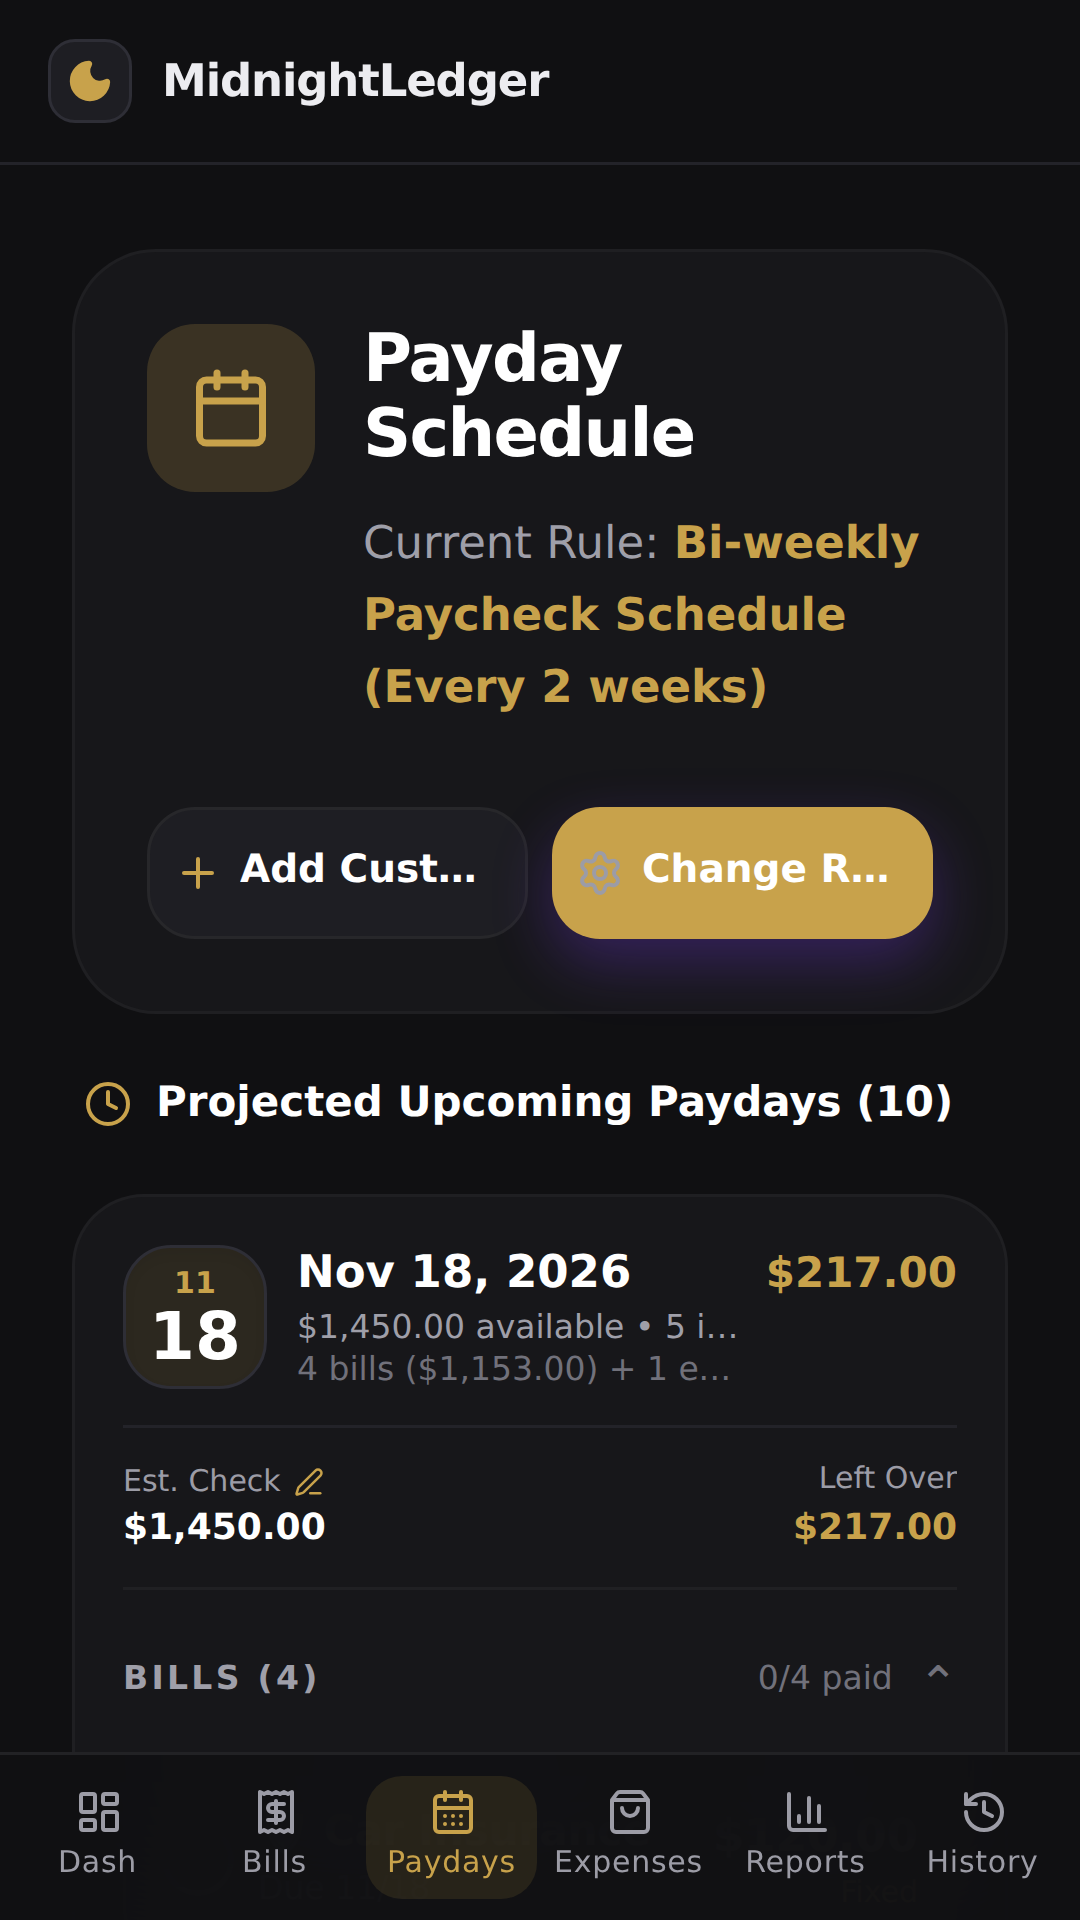 MidnightLedger
Payday
Schedule
Current Rule: Bi-weekly
Paycheck Schedule
(Every 2 weeks)
Add Cust...
Change R...
Projected Upcoming Paydays (10)
11
18
Nov 18, 2026
$217.00
$1,450.00 available • 5 i...
4 bills ($1,153.00) + 1 e...
Est. Check
Left Over
$1,450.00
$217.00
BILLS (4)
0/4 paid
Dash
Bills
Paydays
Expenses
Reports
History